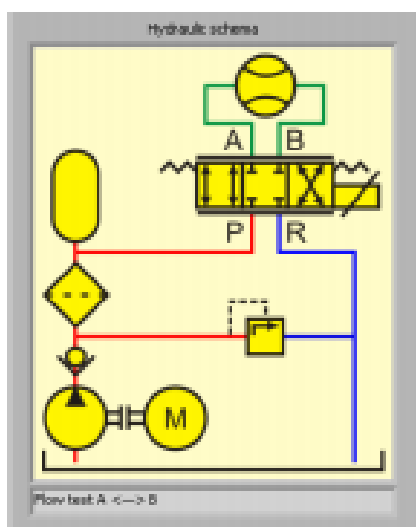 Hydraulic schema
A B
P R
M
Flow test A <---> B